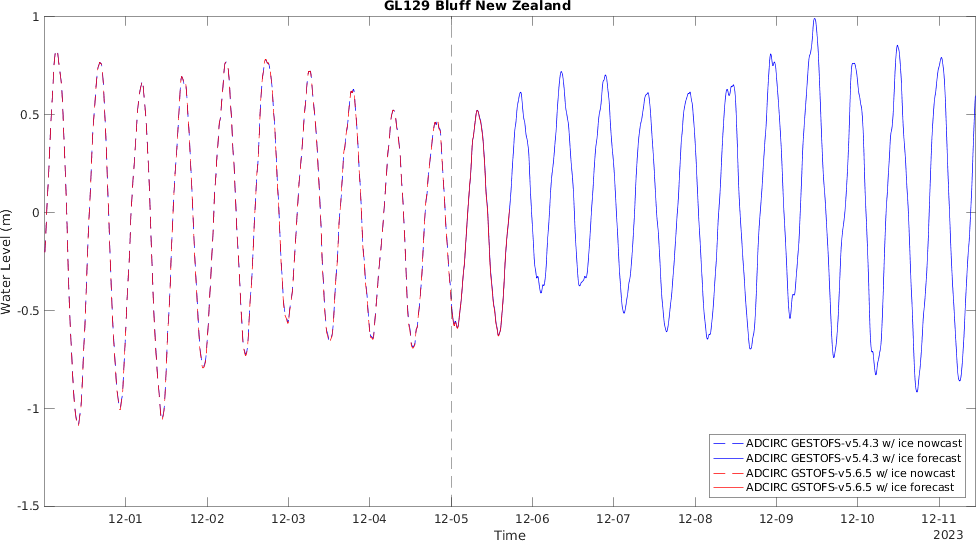 GL129 Bluff New Zealand
1
0.5
0
-0.5
-1
-1.5
Water Level (m)
12-01 12-02 12-03 12-04 12-05 12-06 12-07 12-08 12-09 12-10 12-11
Time
2023
ADCIRC GESTOFS-v5.4.3 w/ ice nowcast
ADCIRC GESTOFS-v5.4.3 w/ ice forecast
ADCIRC GSTOFS-v5.6.5 w/ ice nowcast
ADCIRC GSTOFS-v5.6.5 w/ ice forecast